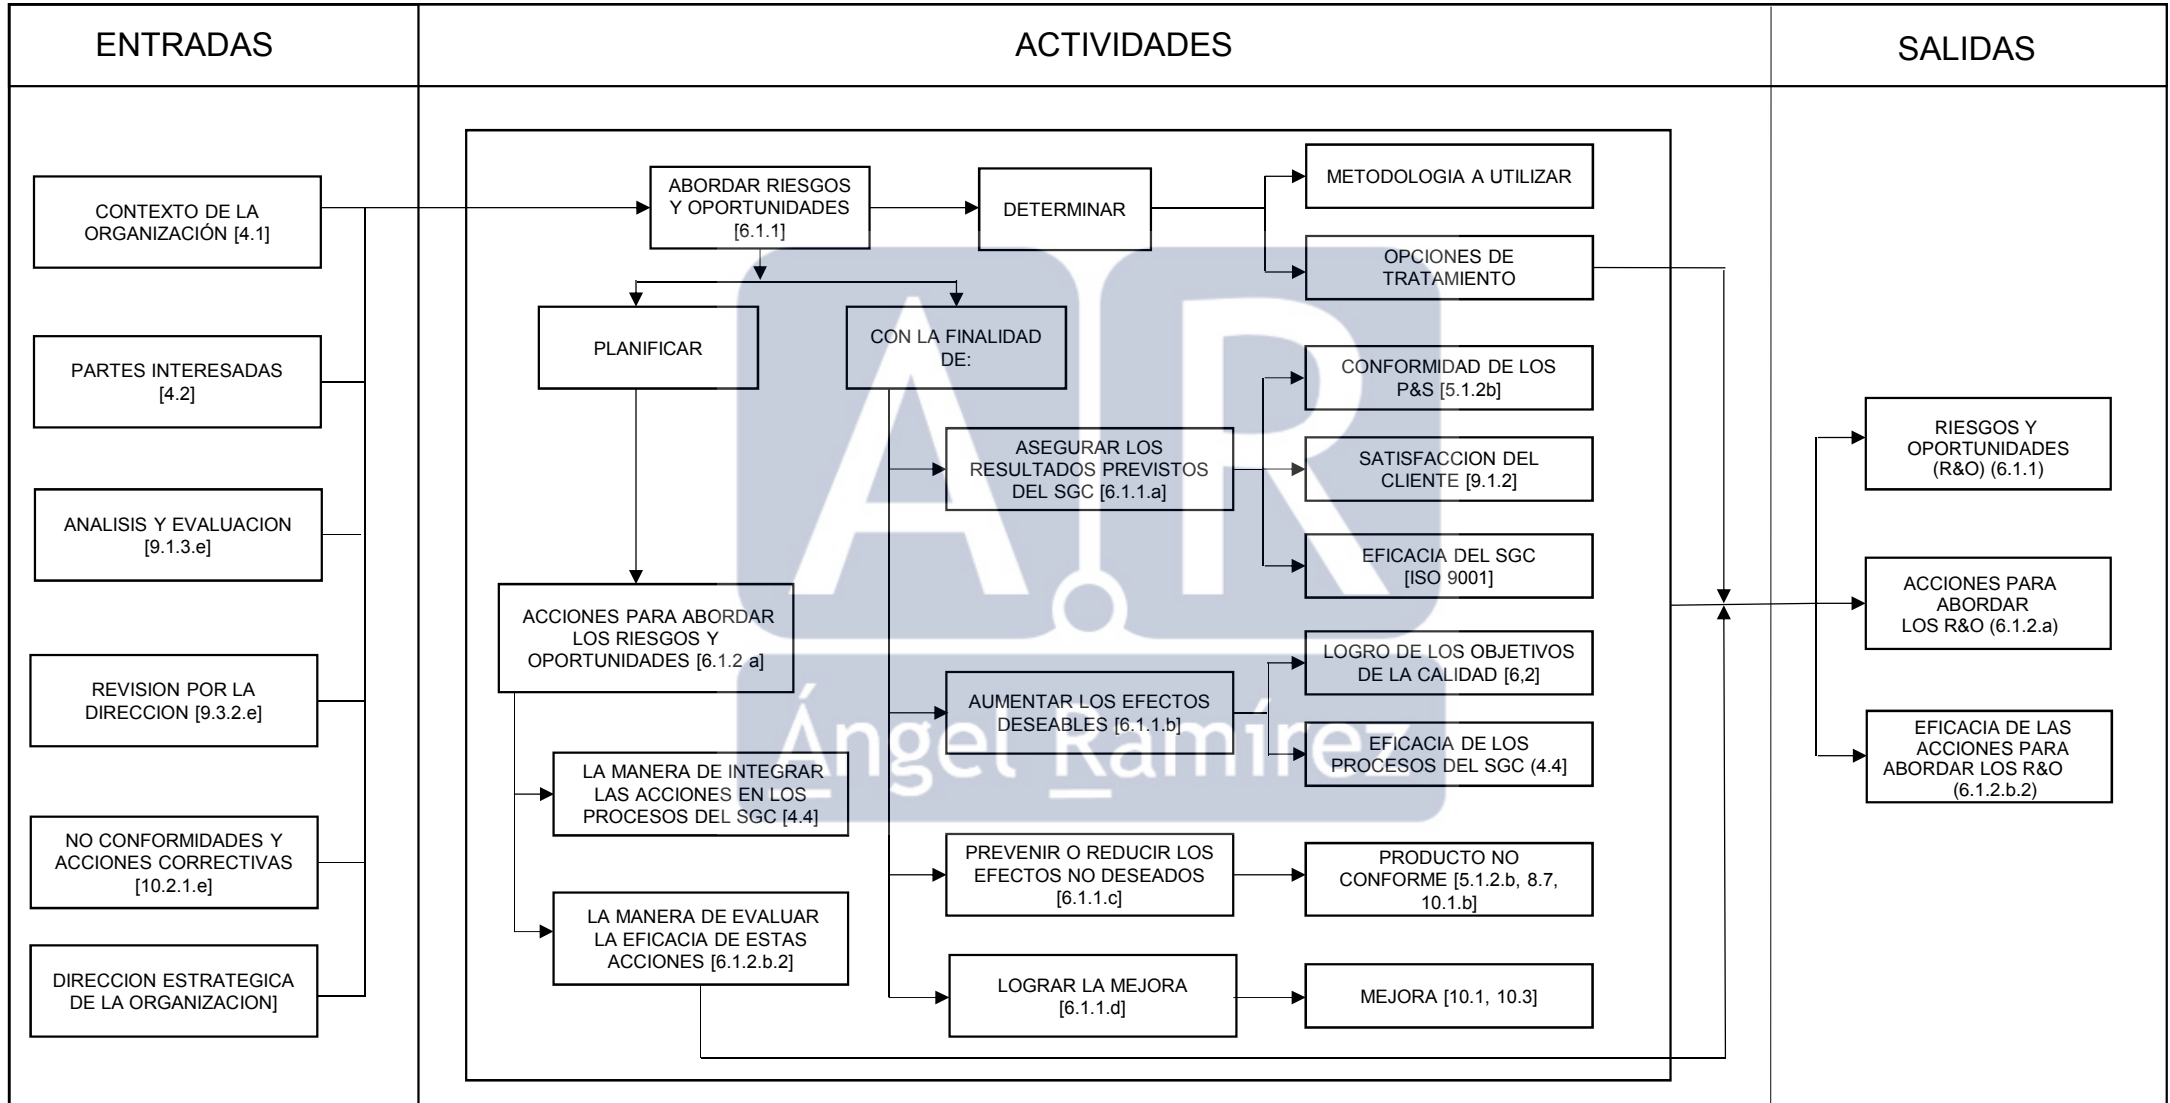 ENTRADAS
ACTIVIDADES
SALIDAS
CONTEXTO DE LA
ORGANIZACIÓN [4.1]
PARTES INTERESADAS
[4.2]
ANALISIS Y EVALUACION
[9.1.3.e]
REVISION POR LA
DIRECCION [9.3.2.e]
NO CONFORMIDADES Y
ACCIONES CORRECTIVAS
[10.2.1.e]
DIRECCION ESTRATEGICA
DE LA ORGANIZACION]
ABORDAR RIESGOS
Y OPORTUNIDADES
[6.1.1]
DETERMINAR
METODOLOGIA A UTILIZAR
OPCIONES DE
TRATAMIENTO
PLANIFICAR
CON LA FINALIDAD
DE:
CONFORMIDAD DE LOS
P&S [5.1.2b]
ASEGURAR LOS
RESULTADOS PREVISTOS
DEL SGC [6.1.1.a]
SATISFACCION DEL
CLIENTE [9.1.2]
EFICACIA DEL SGC
[ISO 9001]
ACCIONES PARA ABORDAR
LOS RIESGOS Y
OPORTUNIDADES [6.1.2 a]
LOGRO DE LOS OBJETIVOS
DE LA CALIDAD [6,2]
AUMENTAR LOS EFECTOS
DESEABLES [6.1.1.b]
EFICACIA DE LOS
PROCESOS DEL SGC (4.4]
LA MANERA DE INTEGRAR
LAS ACCIONES EN LOS
PROCESOS DEL SGC [4.4]
PREVENIR O REDUCIR LOS
EFECTOS NO DESEADOS
[6.1.1.c]
PRODUCTO NO
CONFORME [5.1.2.b, 8.7,
10.1.b]
LA MANERA DE EVALUAR
LA EFICACIA DE ESTAS
ACCIONES [6.1.2.b.2]
LOGRAR LA MEJORA
[6.1.1.d]
MEJORA [10.1, 10.3]
RIESGOS Y
OPORTUNIDADES
(R&O) (6.1.1)
ACCIONES PARA
ABORDAR
LOS R&O (6.1.2.a)
EFICACIA DE LAS
ACCIONES PARA
ABORDAR LOS R&O
(6.1.2.b.2)
AR
Ángel Ramírez